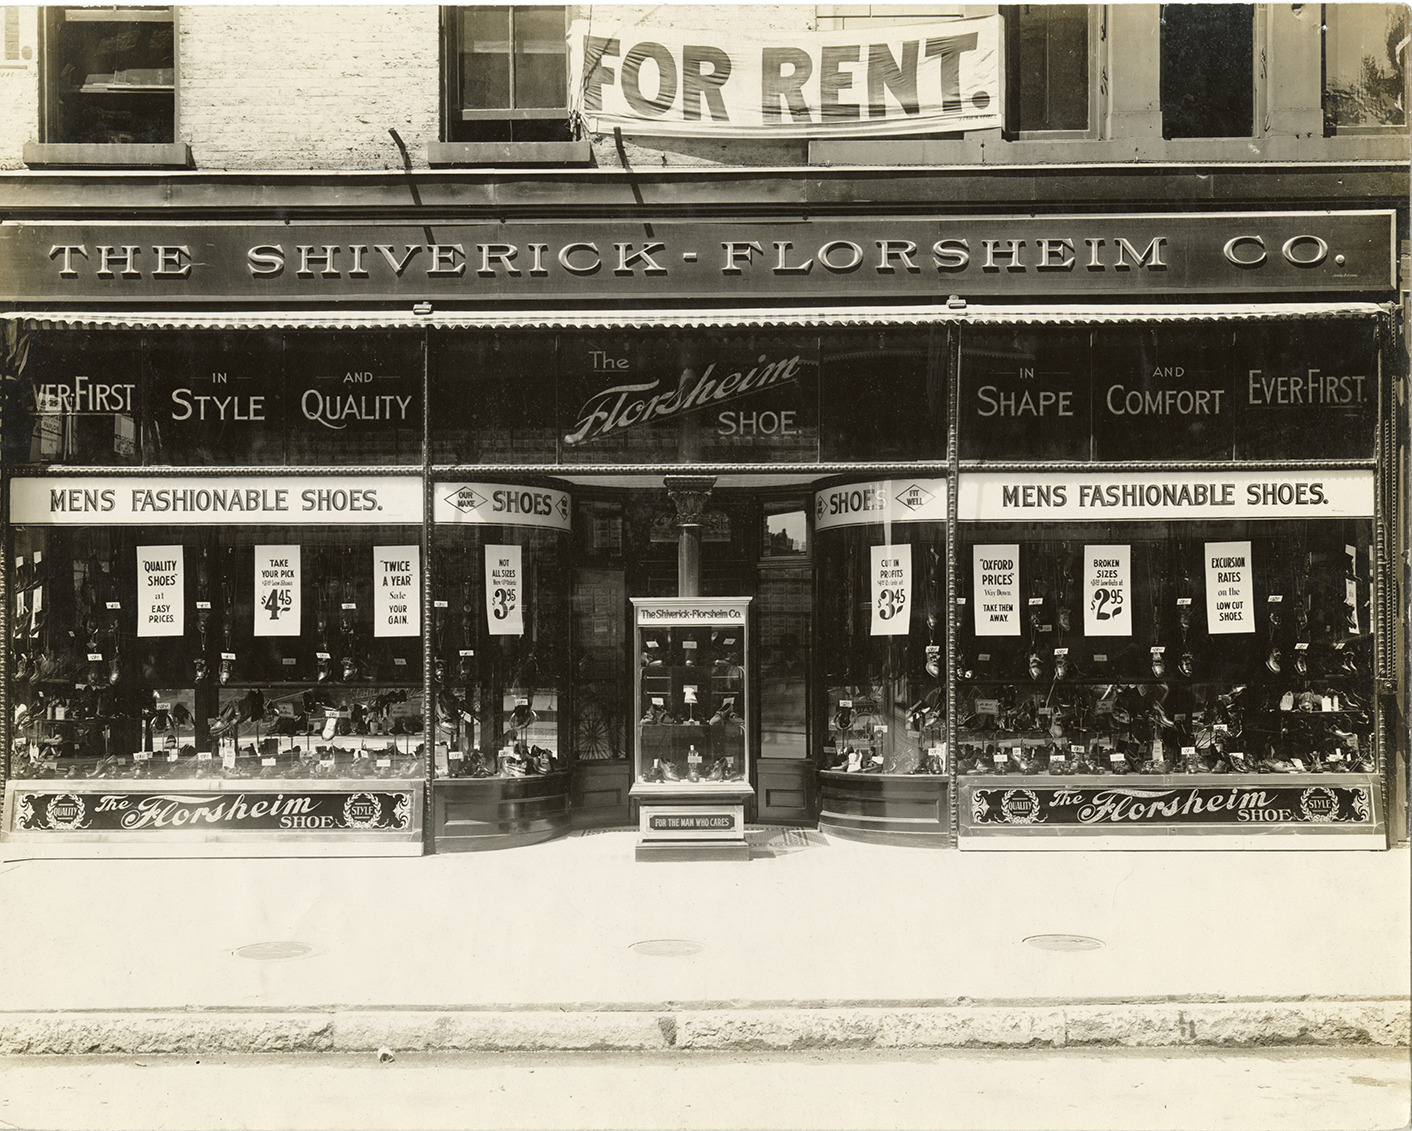 FOR RENT.
THE SHIVERICK-FLORSHEIM CO.
EVER-FIRST
IN
STYLE
AND
QUALITY
The
Florsheim
SHOE.
IN
SHAPE
AND
COMFORT
EVER-FIRST.
MENS FASHIONABLE SHOES.
OUR
MAKE
SHOES
SHOES
FIT
WELL
MENS FASHIONABLE SHOES.
"QUALITY
SHOES"
at
EASY
PRICES.
TAKE
YOUR PICK
$4.45
"TWICE
A YEAR"
Sale
YOUR
GAIN.
NOT
ALL SIZES
$3.95
CUT IN
PROFITS
$3.45
"OXFORD
PRICES"
Way Down.
TAKE THEM
AWAY.
BROKEN
SIZES
$2.95
EXCURSION
RATES
on the
LOW CUT
SHOES.
The Shiverick-Florsheim Co.
FOR THE MAN WHO CARES
QUALITY
The Florsheim
SHOE
STYLE
QUALITY
The Florsheim
SHOE
STYLE